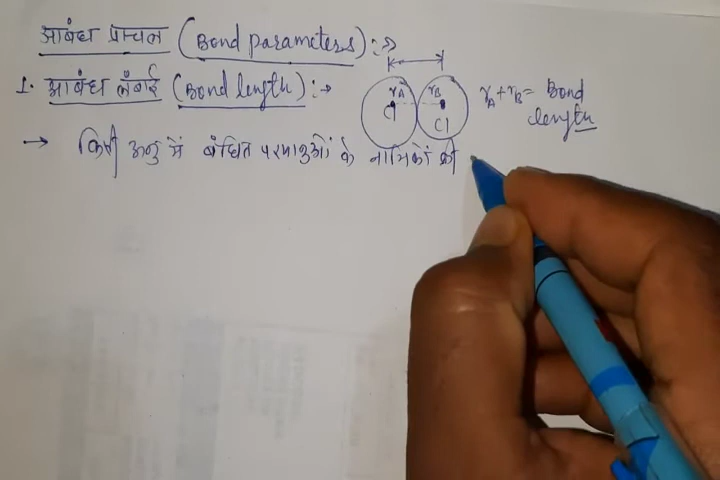 आबंध प्राचल (Bond parameters):→
1. आबंध लंबाई (Bond length):→
rA rB
Cl Cl
rA+rB= Bond length
→ किसी अणु में बंधित परमाणुओं के नाभिकों की